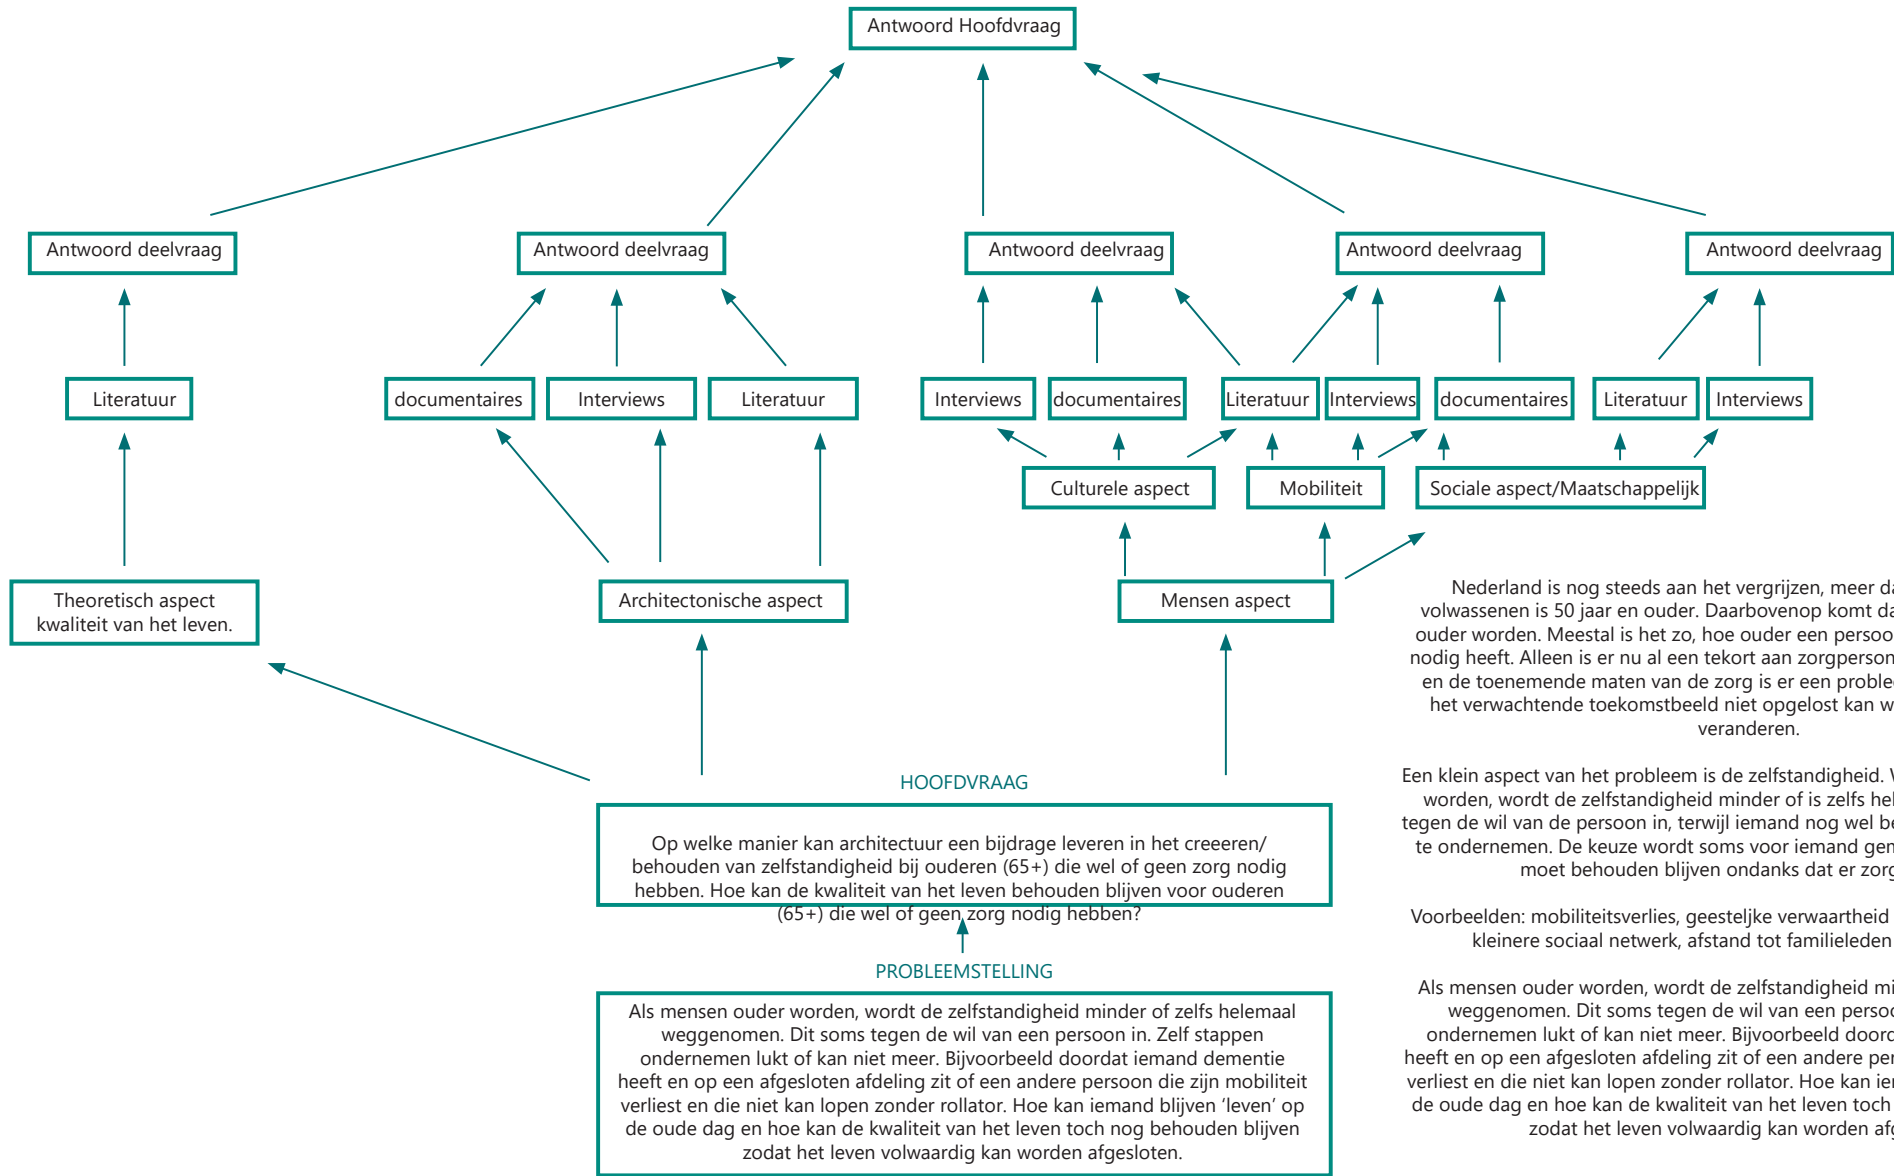 Antwoord Hoofdvraag
Antwoord deelvraag
Antwoord deelvraag
Antwoord deelvraag
Antwoord deelvraag
Antwoord deelvraag
Literatuur
documentaires
Interviews
Literatuur
Interviews
documentaires
Literatuur
Interviews
documentaires
Literatuur
Interviews
Culturele aspect
Mobiliteit
Sociale aspect/Maatschappelijk
Theoretisch aspect
kwaliteit van het leven.
Architectonische aspect
Mensen aspect
HOOFDVRAAG
Op welke manier kan architectuur een bijdrage leveren in het creeeren/
behouden van zelfstandigheid bij ouderen (65+) die wel of geen zorg nodig
hebben. Hoe kan de kwaliteit van het leven behouden blijven voor ouderen
(65+) die wel of geen zorg nodig hebben?
PROBLEEMSTELLING
Als mensen ouder worden, wordt de zelfstandigheid minder of zelfs helemaal
weggenomen. Dit soms tegen de wil van een persoon in. Zelf stappen
ondernemen lukt of kan niet meer. Bijvoorbeeld doordat iemand dementie
heeft en op een afgesloten afdeling zit of een andere persoon die zijn mobiliteit
verliest en die niet kan lopen zonder rollator. Hoe kan iemand blijven ‘leven’ op
de oude dag en hoe kan de kwaliteit van het leven toch nog behouden blijven
zodat het leven volwaardig kan worden afgesloten.
Nederland is nog steeds aan het vergrijzen, meer
volwassenen is 50 jaar en ouder. Daarbovenop komt
ouder worden. Meestal is het zo, hoe ouder een
nodig heeft. Alleen is er nu al een tekort aan
en de toenemende maten van de zorg is er een
het verwachtende toekomstbeeld niet opgelost kan
veranderen.
Een klein aspect van het probleem is de zelfstandigheid.
worden, wordt de zelfstandigheid minder of is zelfs
tegen de wil van de persoon in, terwijl iemand nog wel
te ondernemen. De keuze wordt soms voor iemand
moet behouden blijven ondanks dat er
Voorbeelden: mobiliteitsverlies, geesteljke verwaartheid
kleinere sociaal netwerk, afstand tot familieleden
Als mensen ouder worden, wordt de zelfstandigheid
weggenomen. Dit soms tegen de wil van een
ondernemen lukt of kan niet meer. Bijvoorbeeld
heeft en op een afgesloten afdeling zit of een andere
verliest en die niet kan lopen zonder rollator. Hoe kan
de oude dag en hoe kan de kwaliteit van het leven toch
zodat het leven volwaardig kan worden